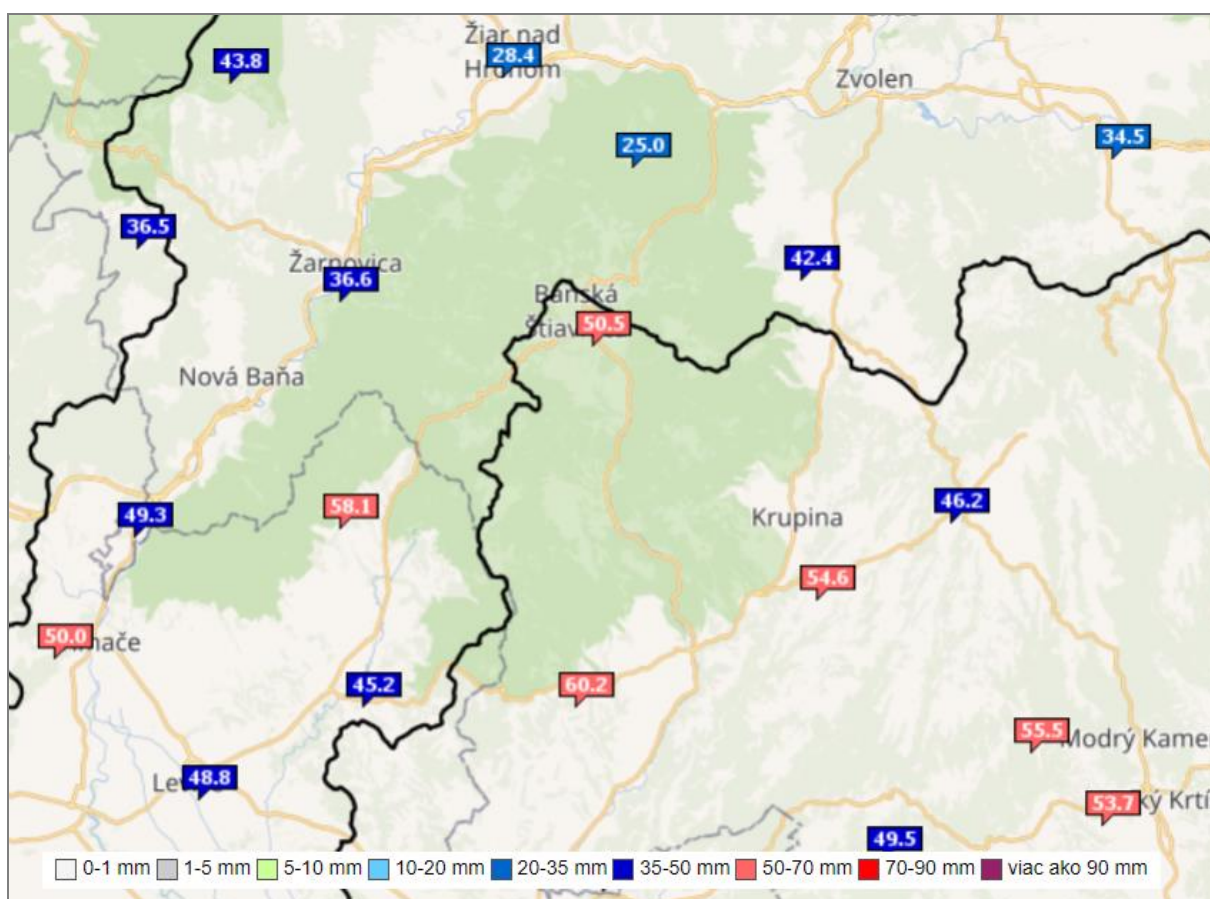 Žiar nad
Hronom
28.4
43.8
Zvolen
34.5
25.0
36.5
Žarnovica
36.6
42.4
Banská
50.5
Nová Baňa
58.1
49.3
Krupina
46.2
54.6
50.0
45.2
60.2
55.5
Modrý Kame
48.8
53.7
49.5
0-1 mm 1-5 mm 5-10 mm 10-20 mm 20-35 mm 35-50 mm 50-70 mm 70-90 mm viac ako 90 mm